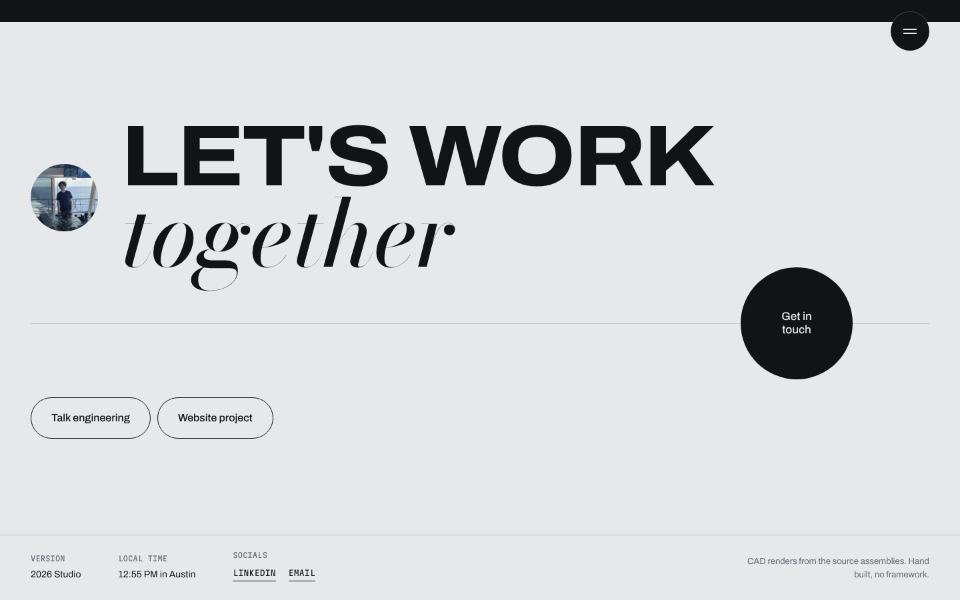 LET'S WORK
together
Get in
touch
Talk engineering
Website project
VERSION
2026 Studio
LOCAL TIME
12:55 PM in Austin
SOCIALS
LINKEDIN EMAIL
CAD renders from the source assemblies. Hand
built, no framework.